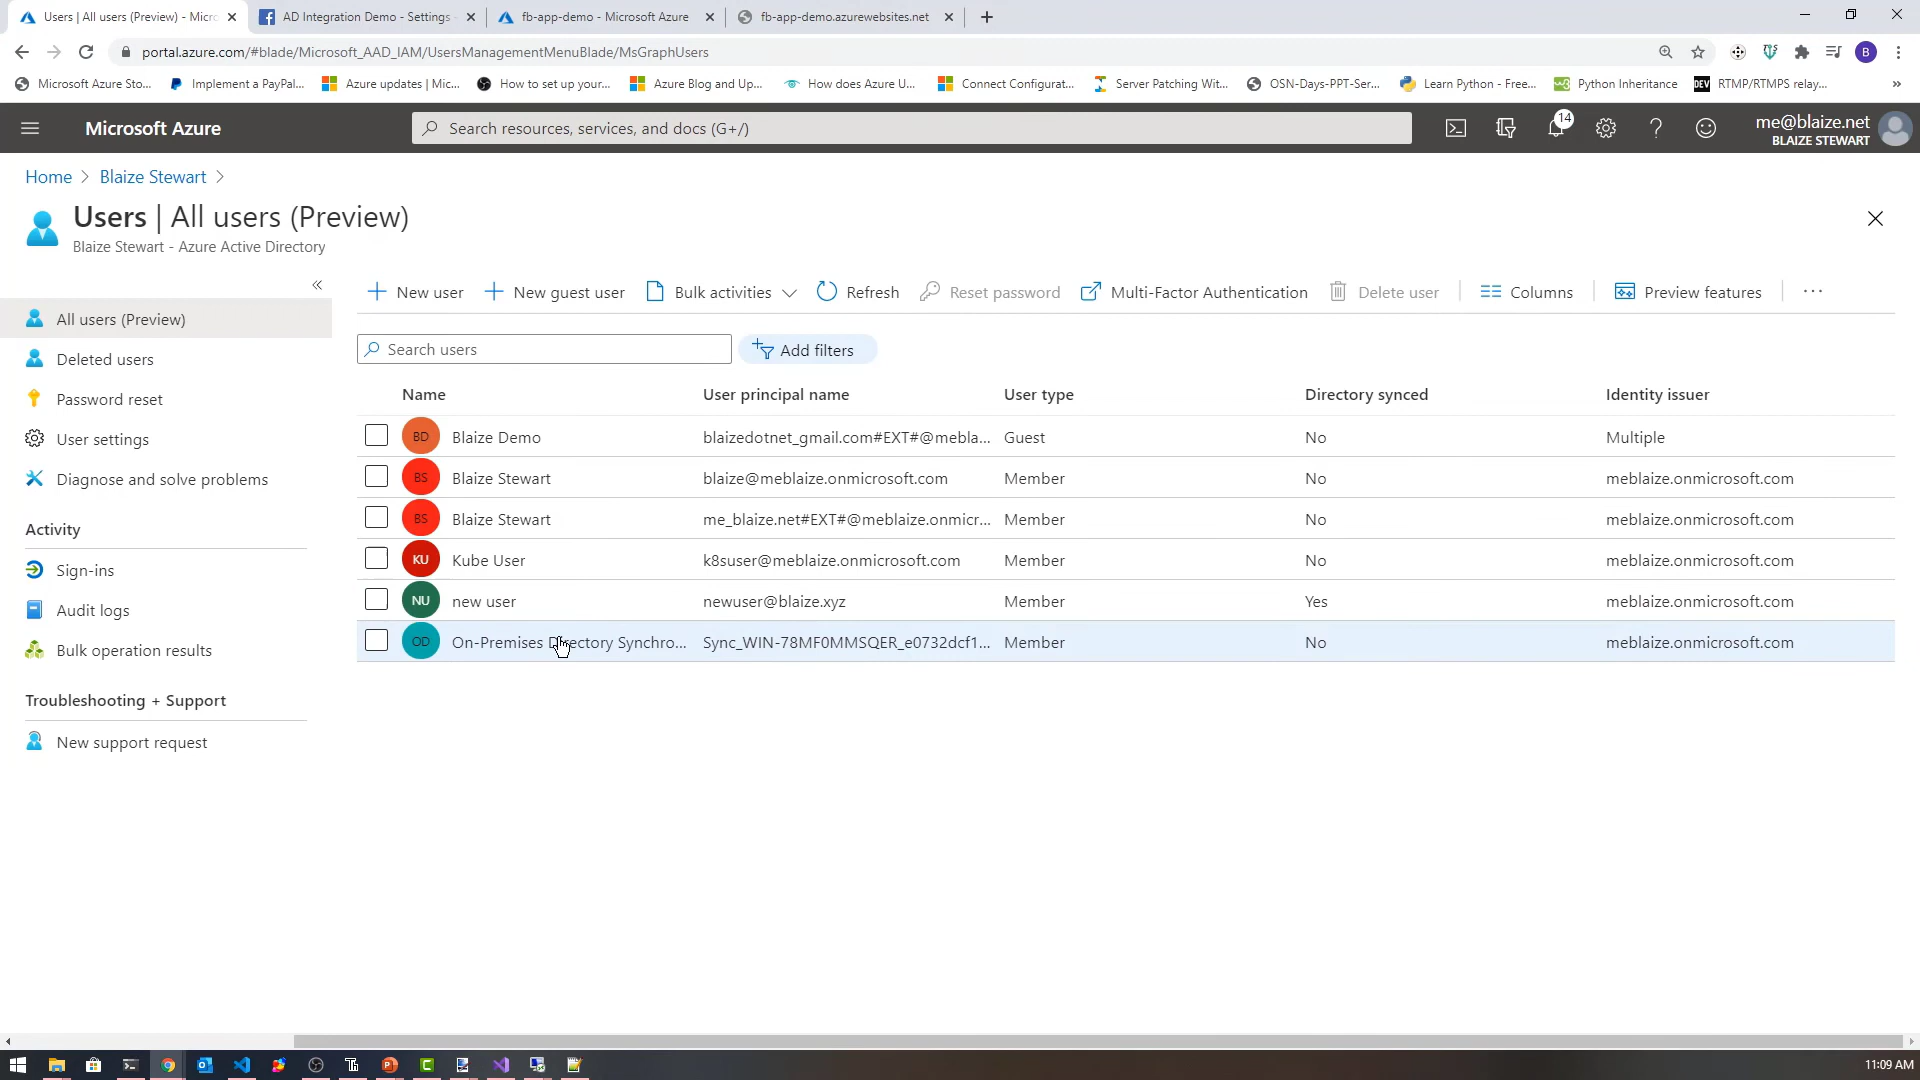 Users | All users (Preview) - Micro
AD Integration Demo - Settings -
fb-app-demo - Microsoft Azure
fb-app-demo.azurewebsites.net
portal.azure.com/#blade/Microsoft_AAD_IAM/UsersManagementMenuBlade/MsGraphUsers
B
Microsoft Azure Sto...
Implement a PayPal...
Azure updates | Mic...
How to set up your...
Azure Blog and Up...
How does Azure U...
Connect Configurat...
Server Patching Wit...
OSN-Days-PPT-Ser...
Learn Python - Free...
Python Inheritance
DEV
RTMP/RTMPS relay...
Microsoft Azure
Search resources, services, and docs (G+/)
14
me@blaize.net
BLAIZE STEWART
Home > Blaize Stewart >
Users | All users (Preview)
Blaize Stewart - Azure Active Directory
All users (Preview)
Deleted users
Password reset
User settings
Diagnose and solve problems
Activity
Sign-ins
Audit logs
Bulk operation results
Troubleshooting + Support
New support request
New user
New guest user
Bulk activities
Refresh
Reset password
Multi-Factor Authentication
Delete user
Columns
Preview features
Search users
Add filters
Name User principal name User type Directory synced Identity issuer
BD Blaize Demo blaizedotnet_gmail.com#EXT#@mebla... Guest No Multiple
BS Blaize Stewart blaize@meblaize.onmicrosoft.com Member No meblaize.onmicrosoft.com
BS Blaize Stewart me_blaize.net#EXT#@meblaize.onmicr... Member No meblaize.onmicrosoft.com
KU Kube User k8suser@meblaize.onmicrosoft.com Member No meblaize.onmicrosoft.com
NU new user newuser@blaize.xyz Member Yes meblaize.onmicrosoft.com
OD On-Premises Directory Synchro... Sync_WIN-78MF0MMSQER_e0732dcf1... Member No meblaize.onmicrosoft.com
11:09 AM